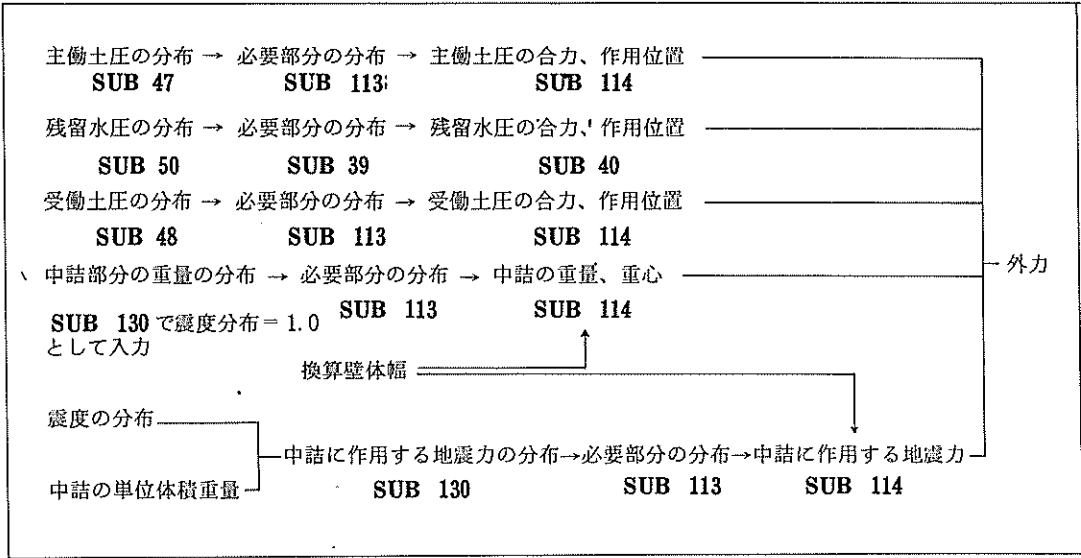 主働土圧の分布 → 必要部分の分布 → 主働土圧の合力、作用位置
SUB 47 SUB 113 SUB 114
残留水圧の分布 → 必要部分の分布 → 残留水圧の合力、作用位置
SUB 50 SUB 39 SUB 40
受働土圧の分布 → 必要部分の分布 → 受働土圧の合力、作用位置
SUB 48 SUB 113 SUB 114
中詰部分の重量の分布 → 必要部分の分布 → 中詰の重量、重心
外力
SUB 130 で震度分布＝1.0 SUB 113 SUB 114
として入力
換算壁体幅
震度の分布
中詰に作用する地震力の分布→必要部分の分布→中詰に作用する地震力
中詰の単位体積重量
SUB 130 SUB 113 SUB 114